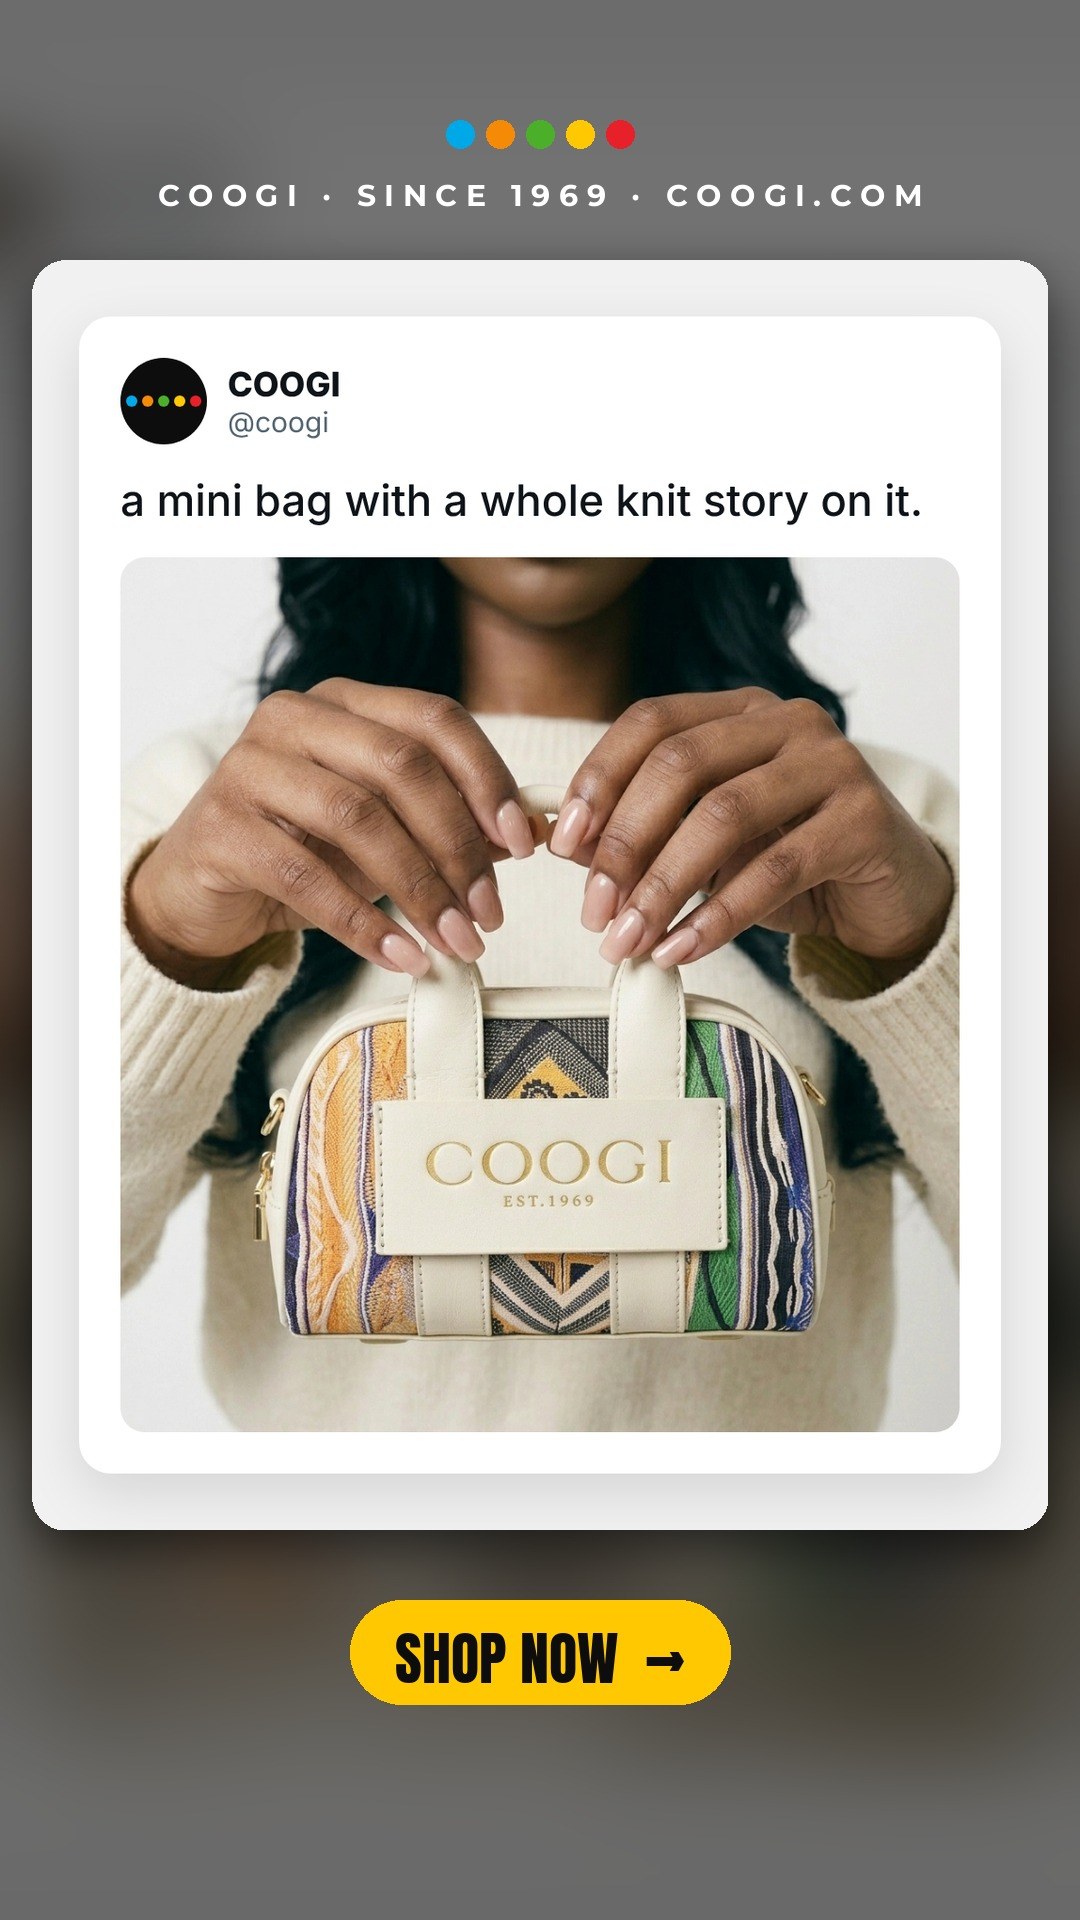 COOGI · SINCE 1969 · COOGI.COM
COOGI
@coogi
a mini bag with a whole knit story on it.
COOGI
EST.1969
SHOP NOW →